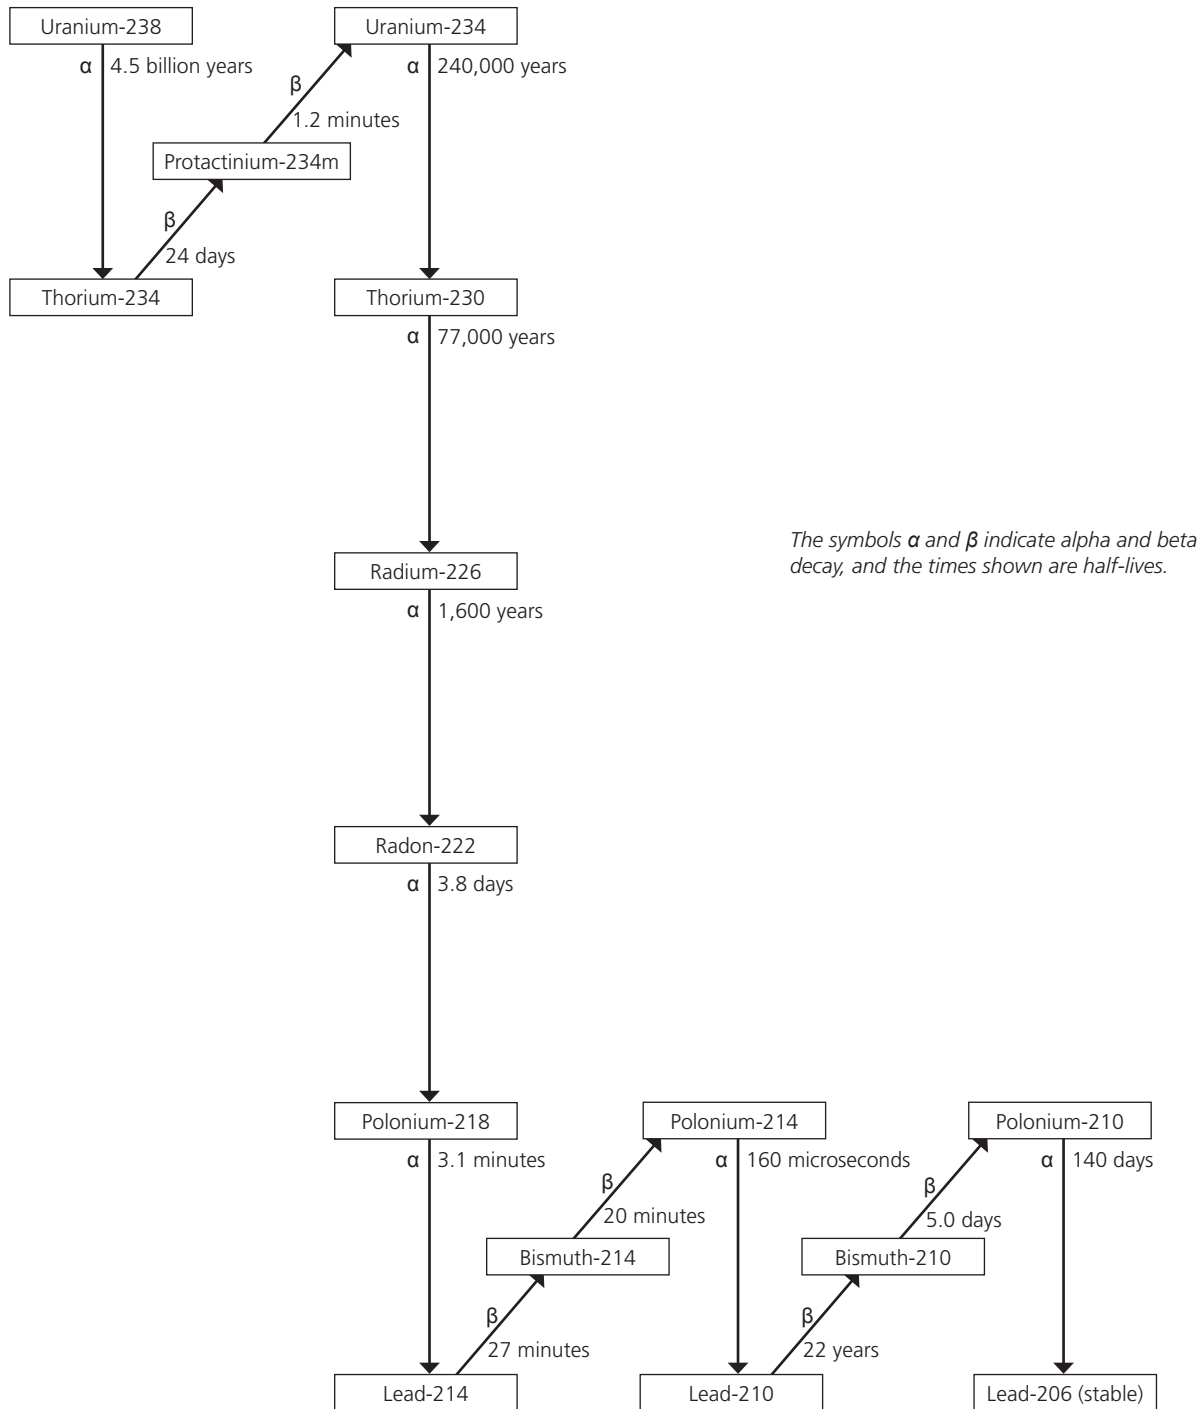 Uranium-238
Uranium-234
α 4.5 billion years
α 240,000 years
β
1.2 minutes
Protactinium-234m
β
24 days
Thorium-234
Thorium-230
α 77,000 years
The symbols α and β indicate alpha and beta
decay, and the times shown are half-lives.
Radium-226
α 1,600 years
Radon-222
α 3.8 days
Polonium-218
Polonium-214
Polonium-210
α 3.1 minutes
α 160 microseconds
α 140 days
β
20 minutes
β
5.0 days
Bismuth-214
Bismuth-210
β
27 minutes
β
22 years
Lead-214
Lead-210
Lead-206 (stable)